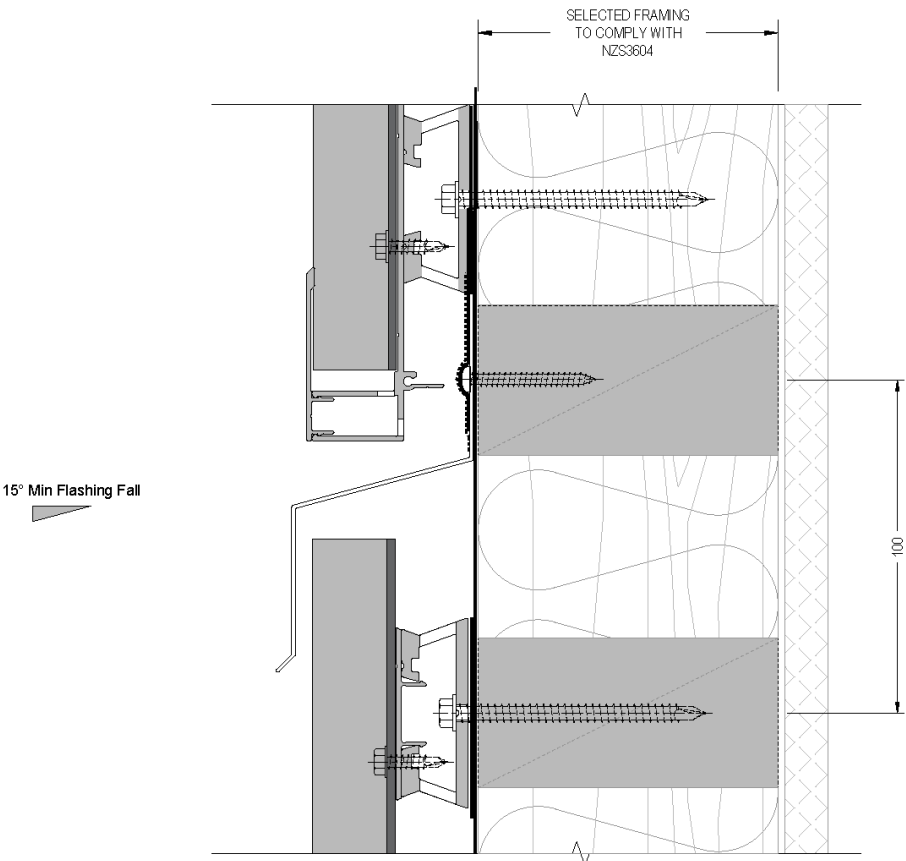 SELECTED FRAMING
TO COMPLY WITH
NZS3604
15° Min Flashing Fall
100